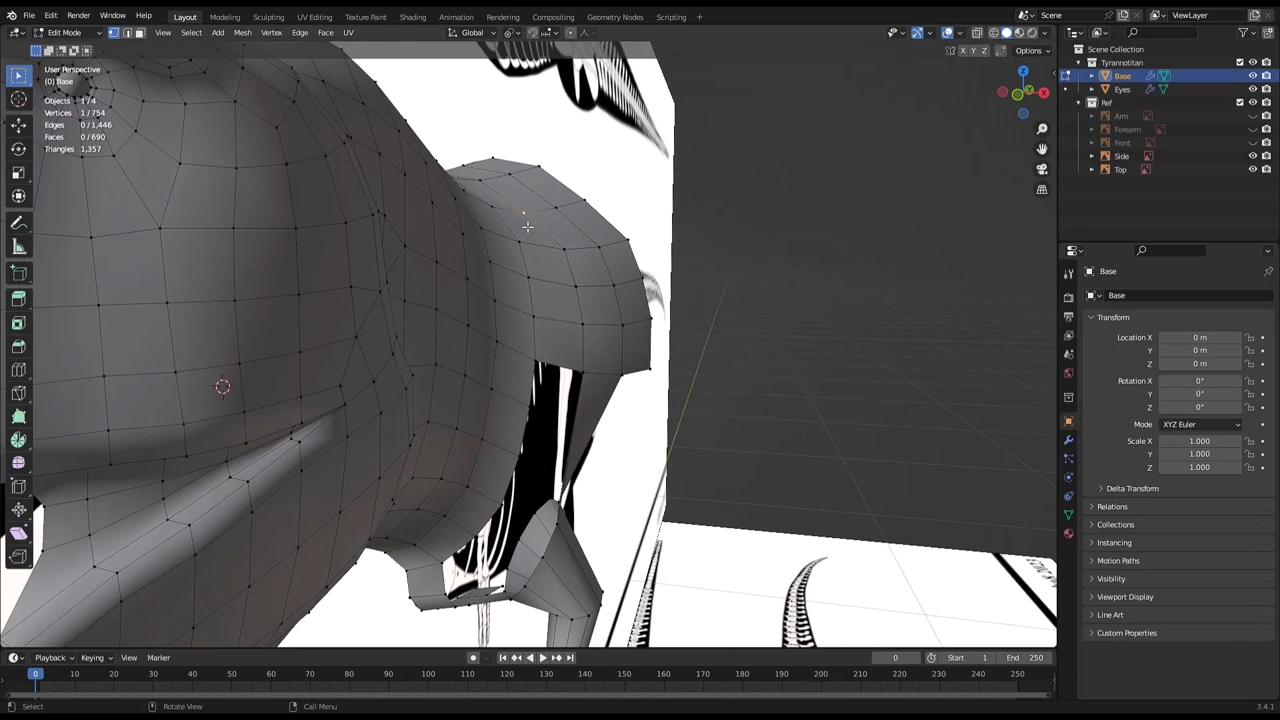 File Edit Render Window Help Layout Modeling Sculpting UV Editing Texture Paint Shading Animation Rendering Compositing Geometry Nodes Scripting + Scene ViewLayer
Edit Mode View Select Add Mesh Vertex Edge Face UV Global
X Y Z Options
User Perspective
(0) Base
Objects 1/4
Vertices 1/754
Edges 0/1,446
Faces 0/690
Triangles 1,357
Z
Y
X
Scene Collection
Tyrannotitan
Base
Eyes
Ref
Arm
Forearm
Front
Side
Top
Base
Base
Transform
Location X 0 m
Y 0 m
Z 0 m
Rotation X 0°
Y 0°
Z 0°
Mode XYZ Euler
Scale X 1.000
Y 1.000
Z 1.000
Delta Transform
Relations
Collections
Instancing
Motion Paths
Visibility
Viewport Display
Line Art
Custom Properties
Playback Keying View Marker 0 Start 1 End 250
0 10 20 30 40 50 60 70 80 90 100 110 120 130 140 150 160 170 180 190 200 210 220 230 240 250
Select Rotate View Call Menu 3.4.1